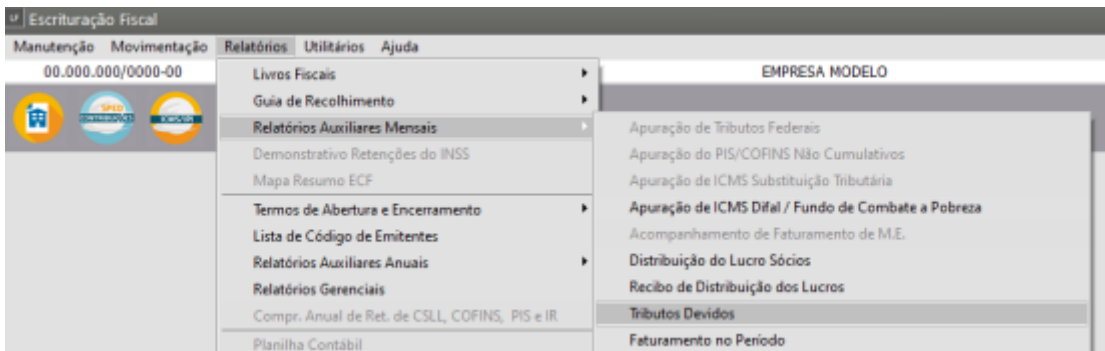 LF Escrituração Fiscal
Manutenção Movimentação Relatórios Utilitários Ajuda
00.000.000/0000-00 EMPRESA MODELO
SPED CONTRIBUIÇÕES ICMS/IPI
Livros Fiscais
Guia de Recolhimento
Relatórios Auxiliares Mensais
Demonstrativo Retenções do INSS
Mapa Resumo ECF
Termos de Abertura e Encerramento
Lista de Código de Emitentes
Relatórios Auxiliares Anuais
Relatórios Gerenciais
Compr. Anual de Ret. de CSLL, COFINS, PIS e IR
Planilha Contábil
Apuração de Tributos Federais
Apuração do PIS/COFINS Não Cumulativos
Apuração de ICMS Substituição Tributária
Apuração de ICMS Difal / Fundo de Combate a Pobreza
Acompanhamento de Faturamento de M.E.
Distribuição do Lucro Sócios
Recibo de Distribuição dos Lucros
Tributos Devidos
Faturamento no Período